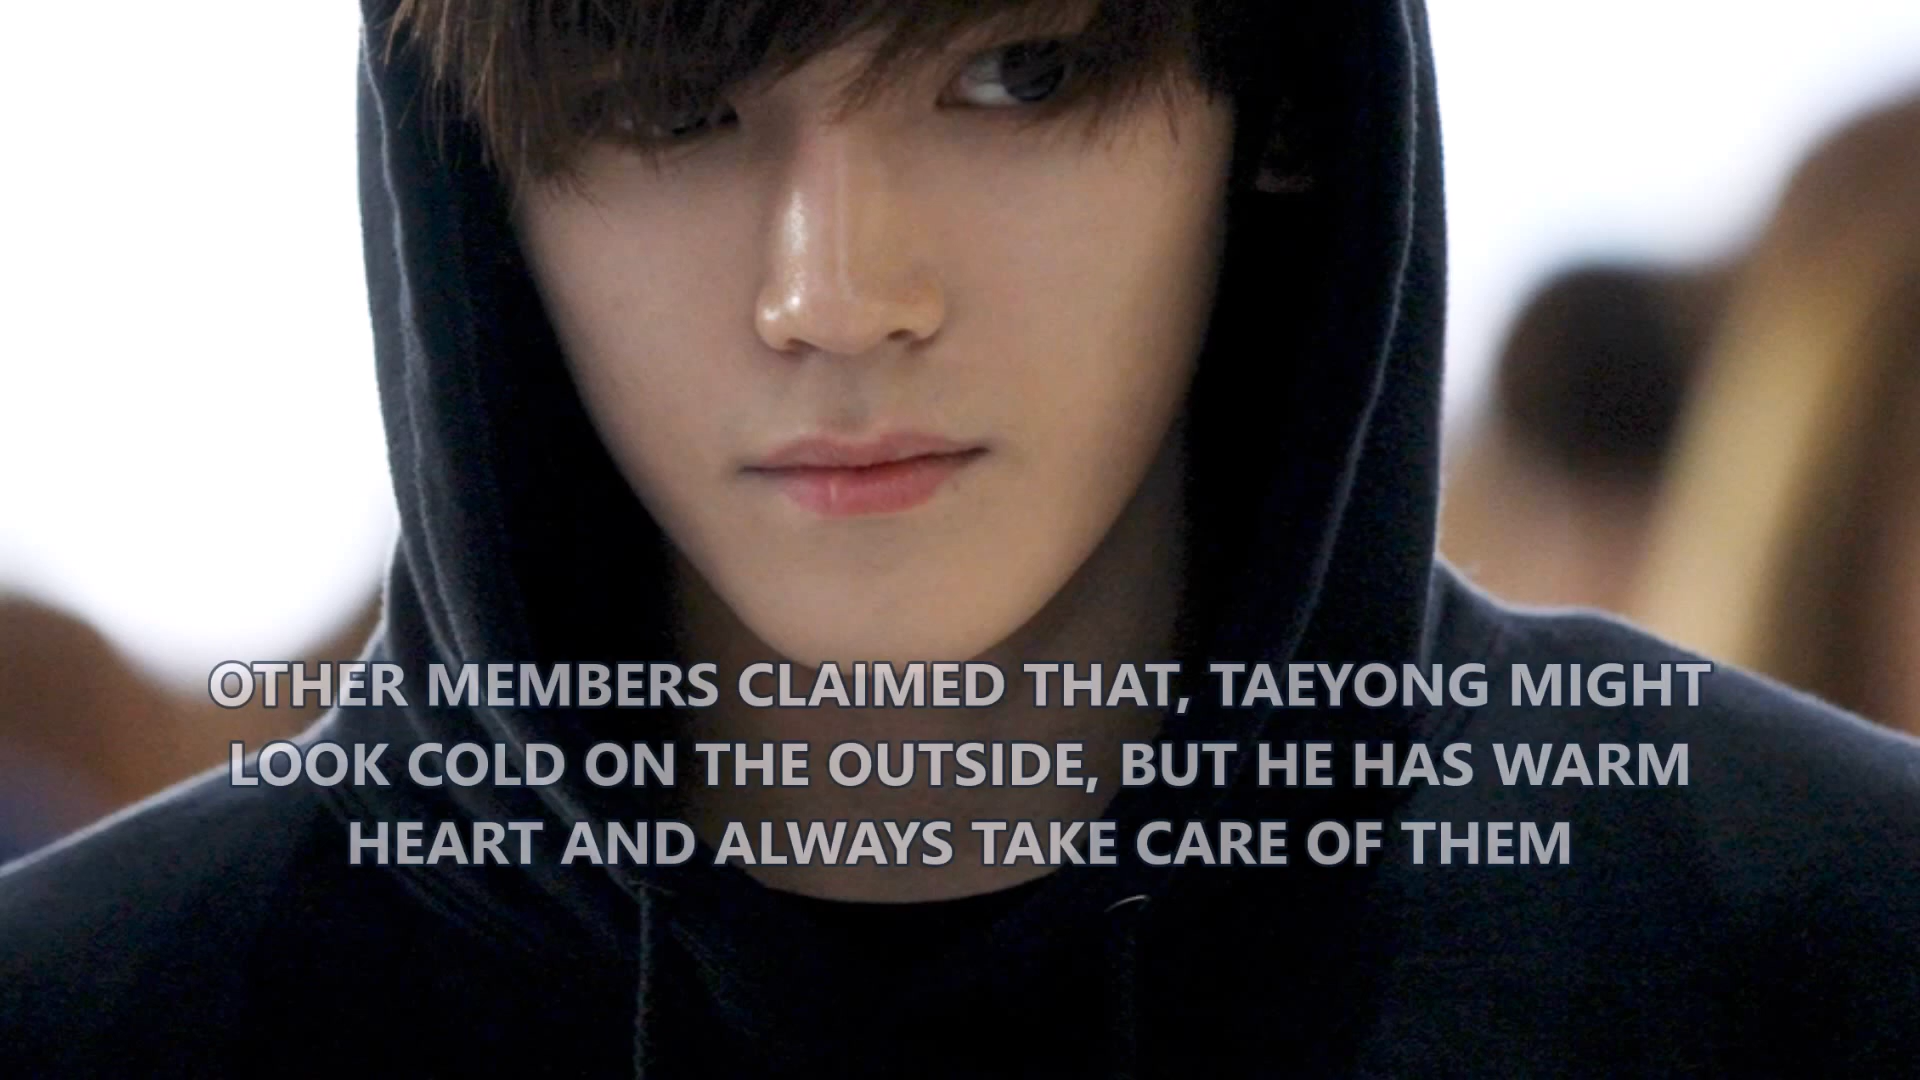 OTHER MEMBERS CLAIMED THAT, TAEYONG MIGHT
LOOK COLD ON THE OUTSIDE, BUT HE HAS WARM
HEART AND ALWAYS TAKE CARE OF THEM